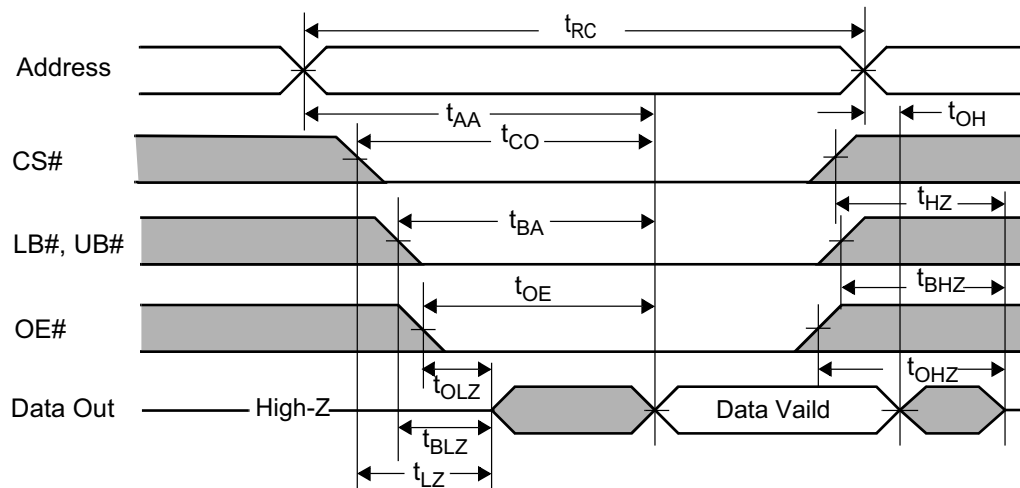 tRC
Address
tAA
tOH
tCO
CS#
tHZ
LB#, UB#
tBA
tBHZ
tOE
OE#
tOHZ
tOLZ
Data Out
High-Z
Data Vaild
tBLZ
tLZ